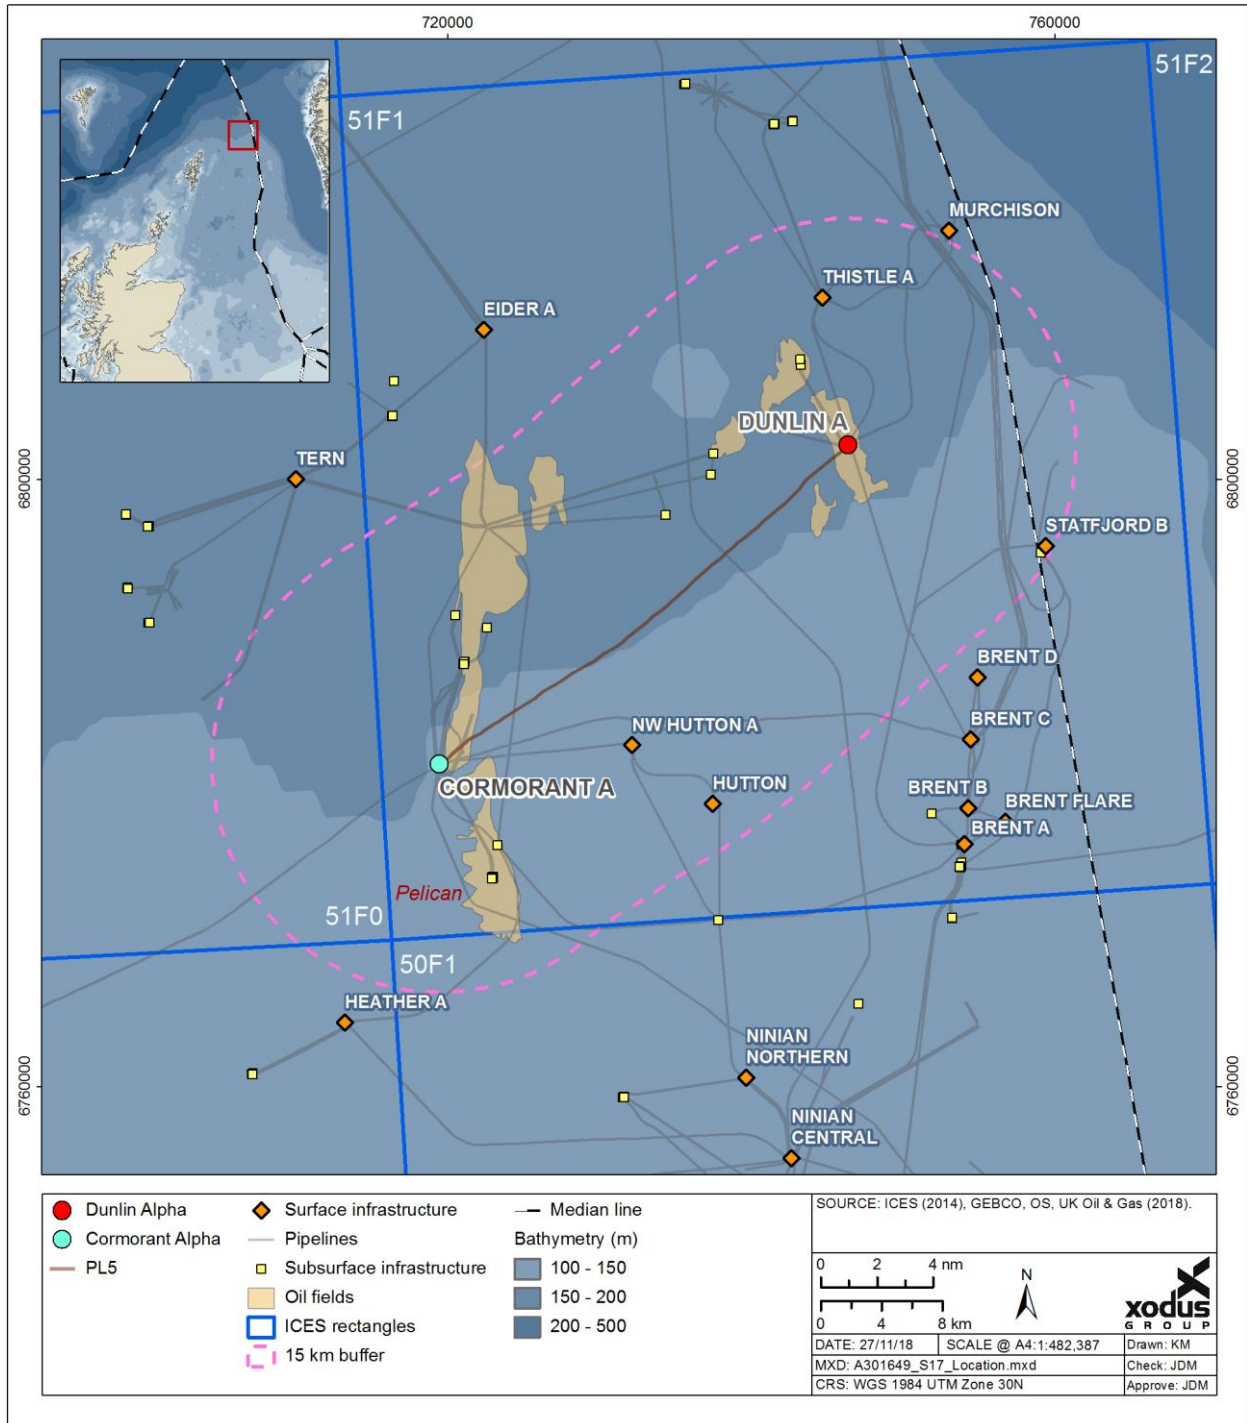 720000
760000
51F2
51F1
MURCHISON
THISTLE A
EIDER A
DUNLIN A
TERN
6780000
6780000
STATFJORD B
BRENT D
NW HUTTON A
BRENT C
CORMORANT A
HUTTON
BRENT B
BRENT FLARE
BRENT A
Pelican
51F0
50F1
HEATHER A
NINIAN
NORTHERN
6760000
6760000
NINIAN
CENTRAL
Dunlin Alpha
Cormorant Alpha
PL5
Surface infrastructure
Pipelines
Subsurface infrastructure
Oil fields
ICES rectangles
15 km buffer
Median line
Bathymetry (m)
100 - 150
150 - 200
200 - 500
SOURCE: ICES (2014), GEBCO, OS, UK Oil & Gas (2018).
0 2 4 nm
0 4 8 km
N
xodus
GROUP
DATE: 27/11/18
SCALE @ A4:1:482,387
Drawn: KM
MXD: A301649_S17_Location.mxd
Check: JDM
CRS: WGS 1984 UTM Zone 30N
Approve: JDM